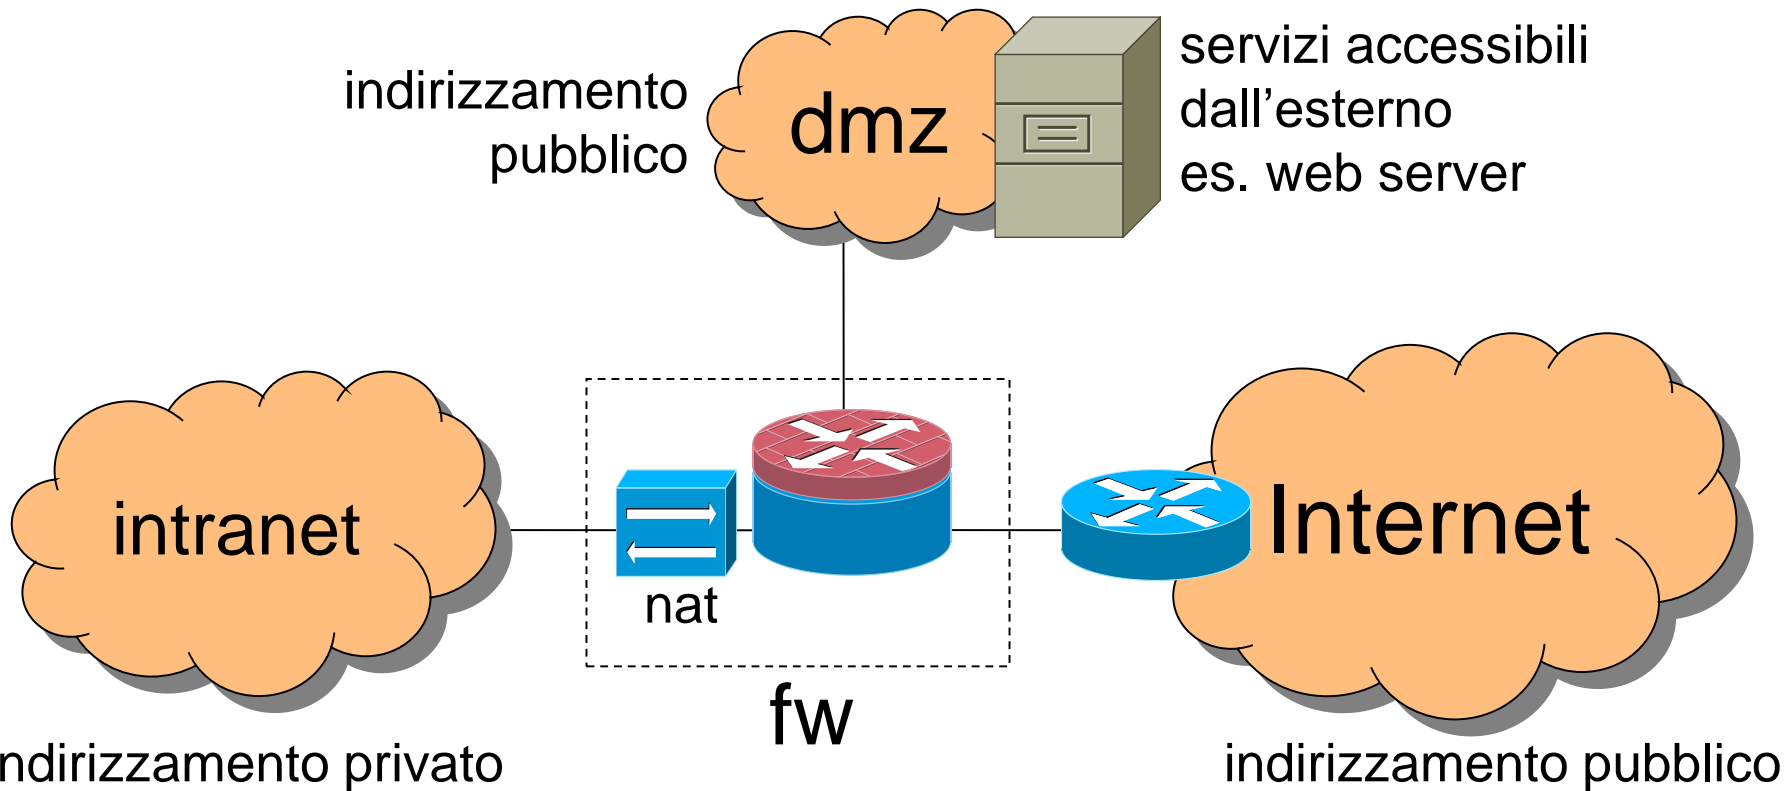 indirizzamento
pubblico
dmz
servizi accessibili
dall’esterno
es. web server
intranet
nat
Internet
fw
ndirizzamento privato
indirizzamento pubblico